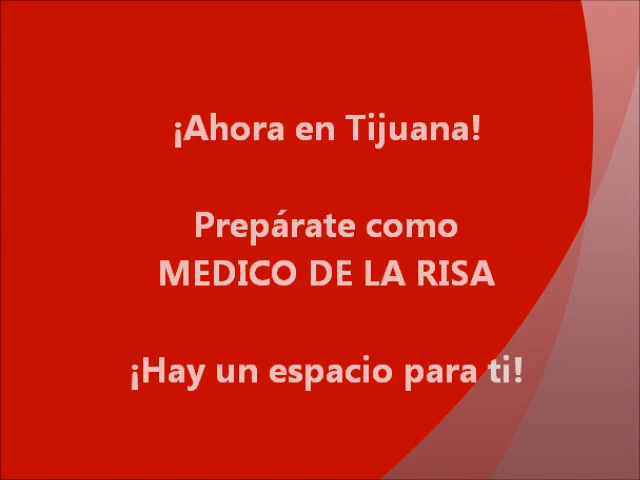 ¡Ahora en Tijuana!
Prepárate como
MEDICO DE LA RISA
¡Hay un espacio para ti!